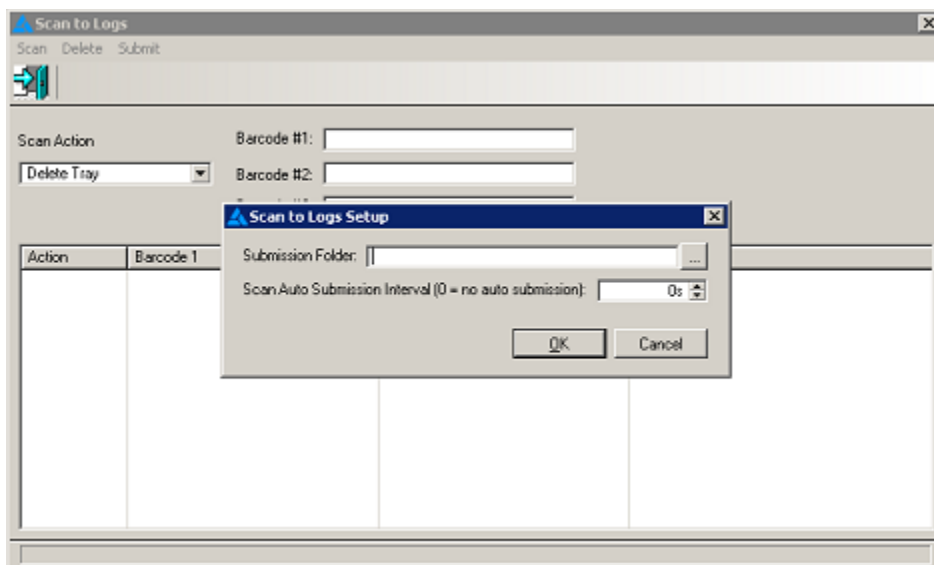 Scan to Logs
Scan Delete Submit
Scan Action
Barcode #1:
Delete Tray
Barcode #2:
Scan to Logs Setup
Submission Folder:
...
Scan Auto Submission Interval (0 = no auto submission):
0s
OK
Cancel
Action
Barcode 1